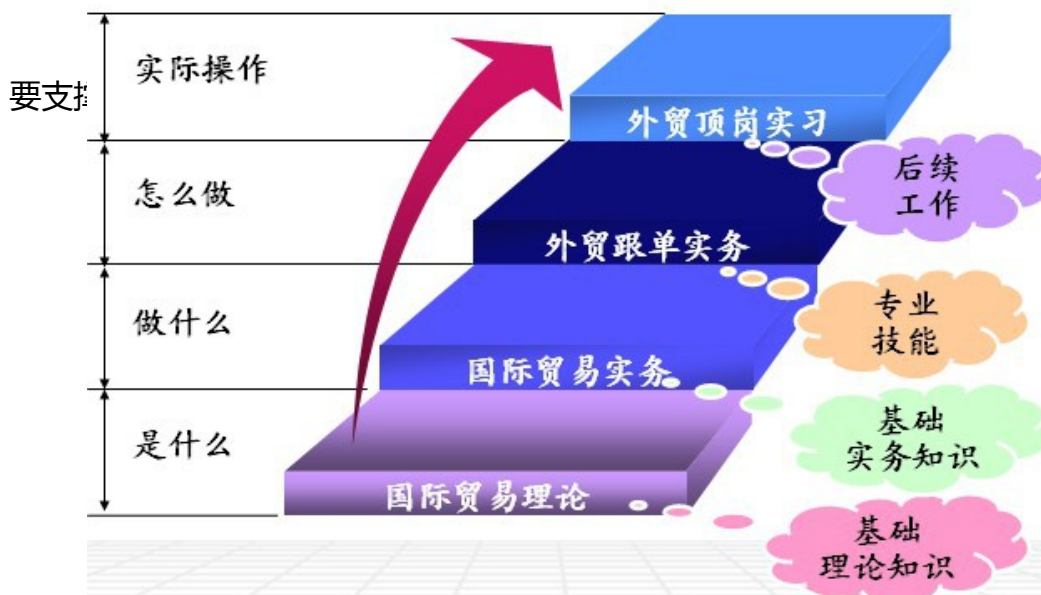 实际操作
外贸顶岗实习
要支
后续
工作
怎么做
外贸跟单实务
专业
技能
做什么
国际贸易实务
基础
实务知识
是什么
国际贸易理论
基础
理论知识